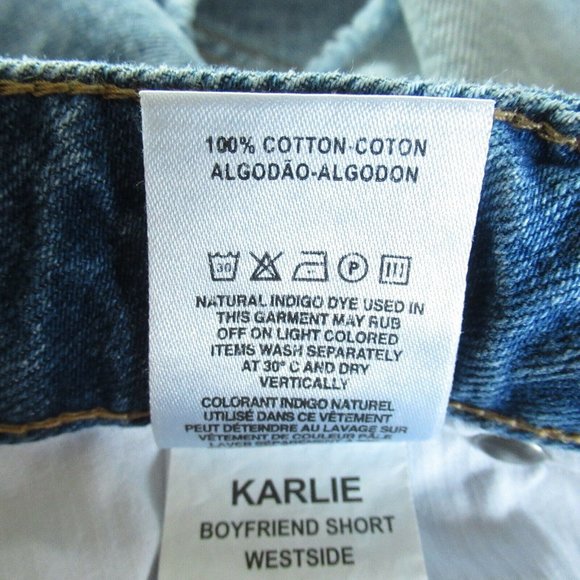 100% COTTON-COTON
ALGODÃO-ALGODON
30 P
NATURAL INDIGO DYE USED IN
THIS GARMENT MAY RUB
OFF ON LIGHT COLORED
ITEMS WASH SEPARATELY
AT 30° C AND DRY
VERTICALLY
COLORANT INDIGO NATUREL
UTILISÉ DANS CE VÊTEMENT
PEUT DÉTEINDRE AU LAVAGE SUR
VÊTEMENT DE COULEUR PÂLE
LAVAGE
KARLIE
BOYFRIEND SHORT
WESTSIDE